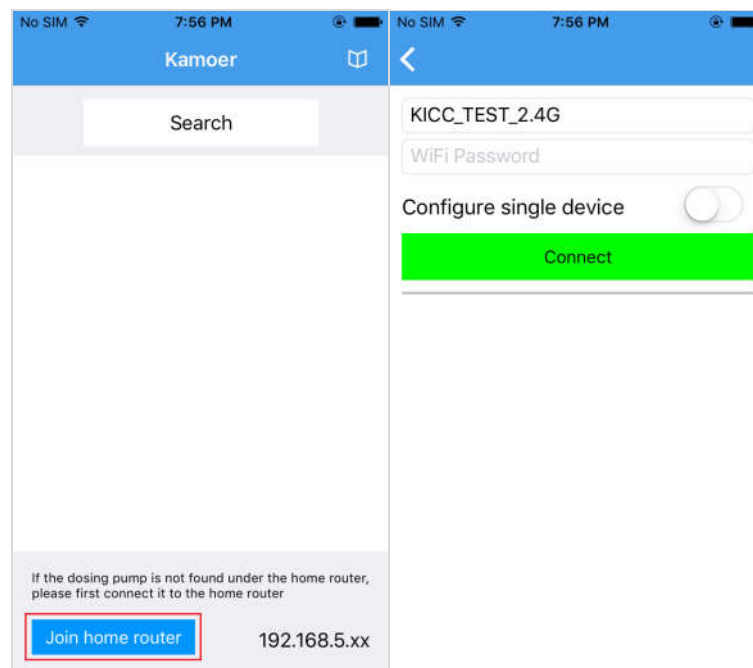 No SIM 7:56 PM
Kamoer
Search
If the dosing pump is not found under the home router,
please first connect it to the home router
Join home router 192.168.5.xx
No SIM 7:56 PM
KICC_TEST_2.4G
WiFi Password
Configure single device
Connect